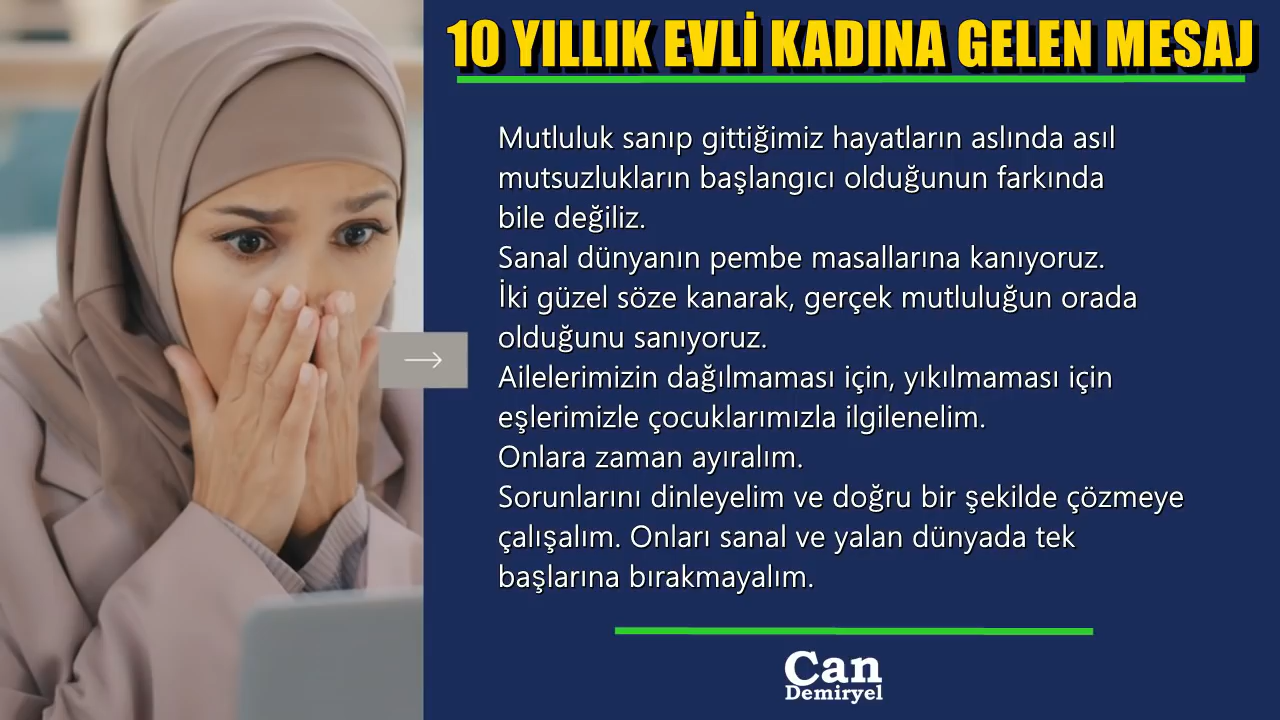 10 YILLIK EVLİ KADINA GELEN MESAJ
Mutluluk sanıp gittiğimiz hayatların aslında asıl
mutsuzlukların başlangıcı olduğunun farkında
bile değiliz.
Sanal dünyanın pembe masallarına kanıyoruz.
İki güzel söze kanarak, gerçek mutluluğun orada
olduğunu sanıyoruz.
Ailelerimizin dağılmaması için, yıkılmaması için
eşlerimizle çocuklarımızla ilgilenelim.
Onlara zaman ayıralım.
Sorunlarını dinleyelim ve doğru bir şekilde çözmeye
çalışalım. Onları sanal ve yalan dünyada tek
başlarına bırakmayalım.
Can
Demiryel